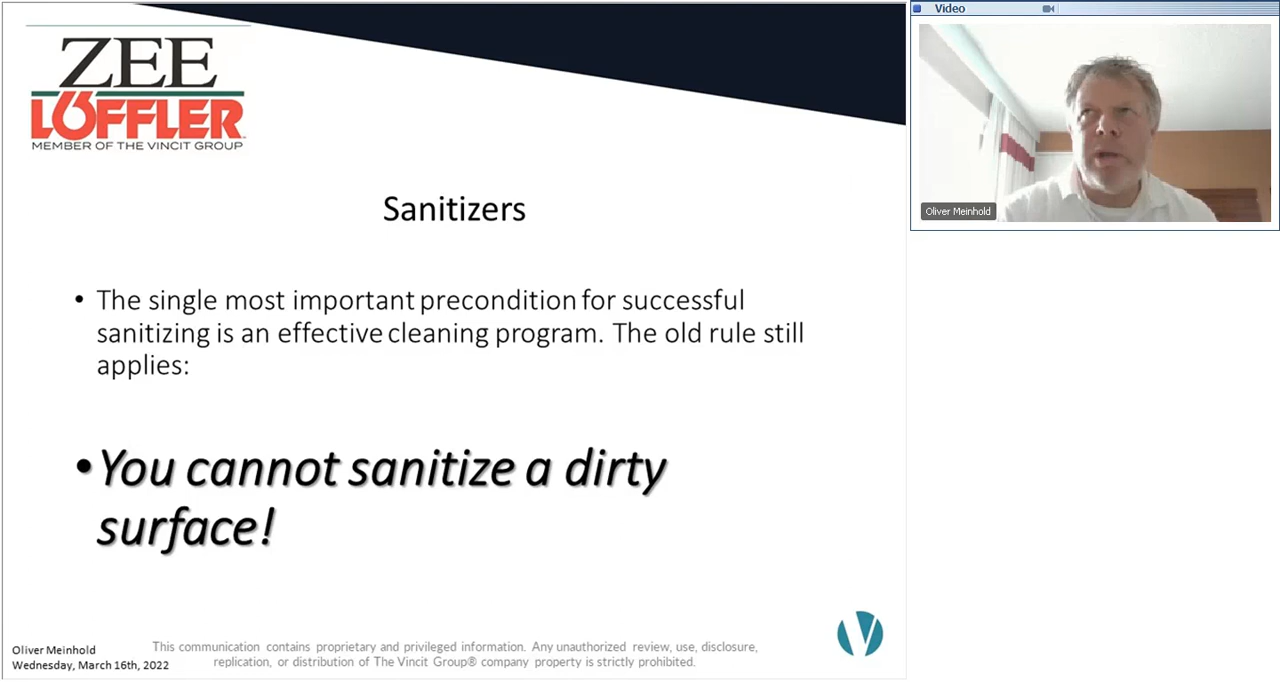 ZEE
LÖFFLER
MEMBER OF THE VINCIT GROUP
Sanitizers
• The single most important precondition for successful
sanitizing is an effective cleaning program. The old rule still
applies:
• You cannot sanitize a dirty
surface!
Oliver Meinhold
Wednesday, March 16th, 2022
This communication contains proprietary and privileged information. Any unauthorized review, use, disclosure,
replication, or distribution of The Vincit Group® company property is strictly prohibited.
V
Video
Oliver Meinhold